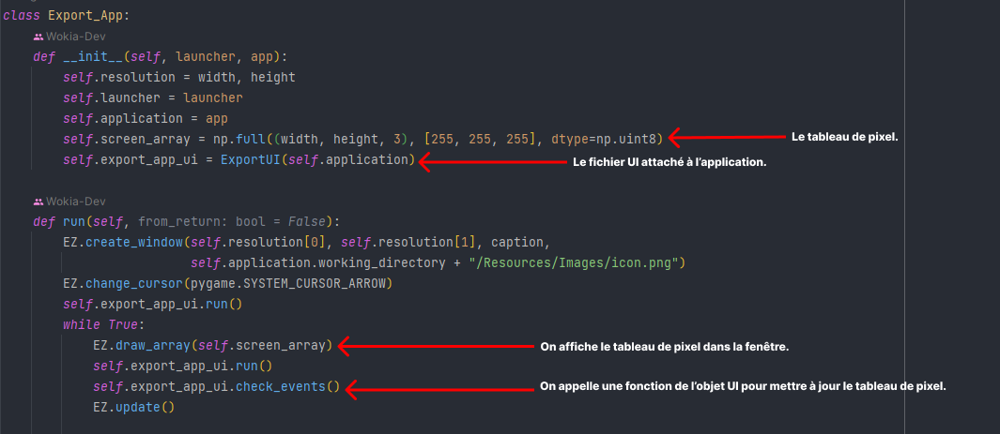 class Export_App:
Wokia-Dev
def __init__(self, launcher, app):
self.resolution = width, height
self.launcher = launcher
self.application = app
self.screen_array = np.full((width, height, 3), [255, 255, 255], dtype=np.uint8) Le tableau de pixel.
self.export_app_ui = ExportUI(self.application) Le fichier UI attaché à l'application.
Wokia-Dev
def run(self, from_return: bool = False):
EZ.create_window(self.resolution[0], self.resolution[1], caption,
self.application.working_directory + "/Resources/Images/icon.png")
EZ.change_cursor(pygame.SYSTEM_CURSOR_ARROW)
self.export_app_ui.run()
while True:
EZ.draw_array(self.screen_array) On affiche le tableau de pixel dans la fenêtre.
self.export_app_ui.run()
self.export_app_ui.check_events() On appelle une fonction de l'objet UI pour mettre à jour le tableau de pixel.
EZ.update()